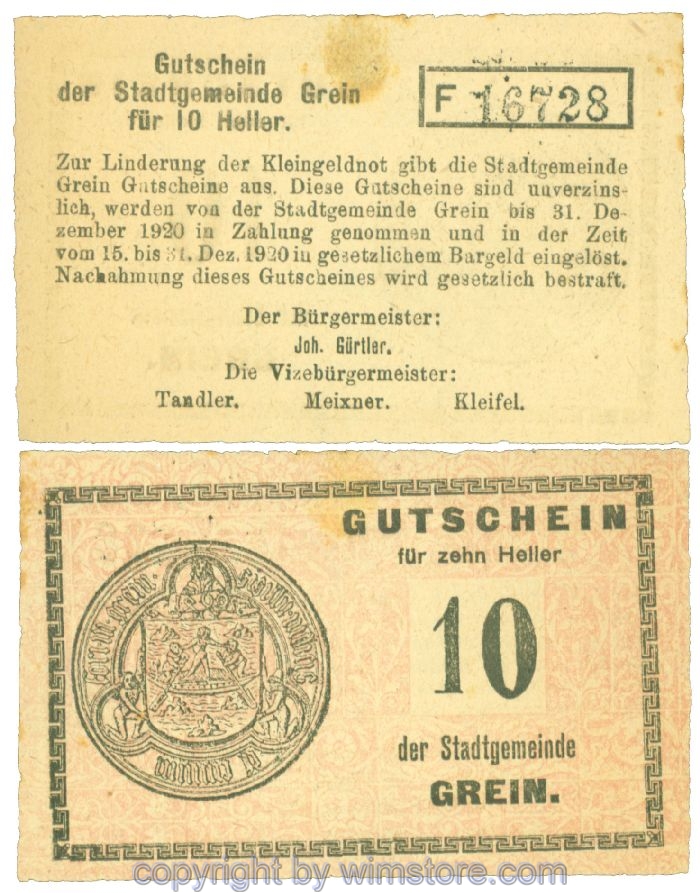 Gutschein
der Stadtgemeinde Grein
für 10 Heller.
F 16728
Zur Linderung der Kleingeldnot gibt die Stadtgemeinde
Grein Gutscheine aus. Diese Gutscheine sind unverzins-
lich, werden von der Stadtgemeinde Grein bis 31. De-
zember 1920 in Zahlung genommen und in der Zeit
vom 15. bis 31. Dez. 1920 in gesetzlichem Bargeld eingelöst.
Nachahmung dieses Gutscheines wird gesetzlich bestraft.
Der Bürgermeister:
Joh. Gürtler.
Die Vizebürgermeister:
Tandler. Meixner. Kleifel.
GUTSCHEIN
für zehn Heller
10
der Stadtgemeinde
GREIN.
copyright by wimstore.com